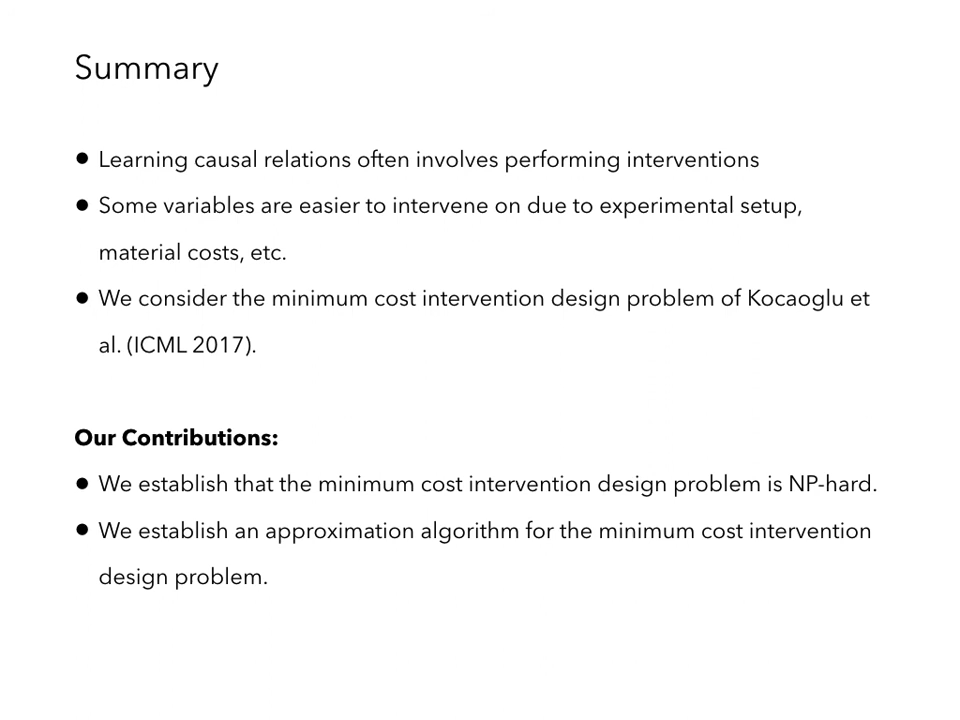 Summary
● Learning causal relations often involves performing interventions
● Some variables are easier to intervene on due to experimental setup,
material costs, etc.
● We consider the minimum cost intervention design problem of Kocaoglu et
al. (ICML 2017).
Our Contributions:
● We establish that the minimum cost intervention design problem is NP-hard.
● We establish an approximation algorithm for the minimum cost intervention
design problem.